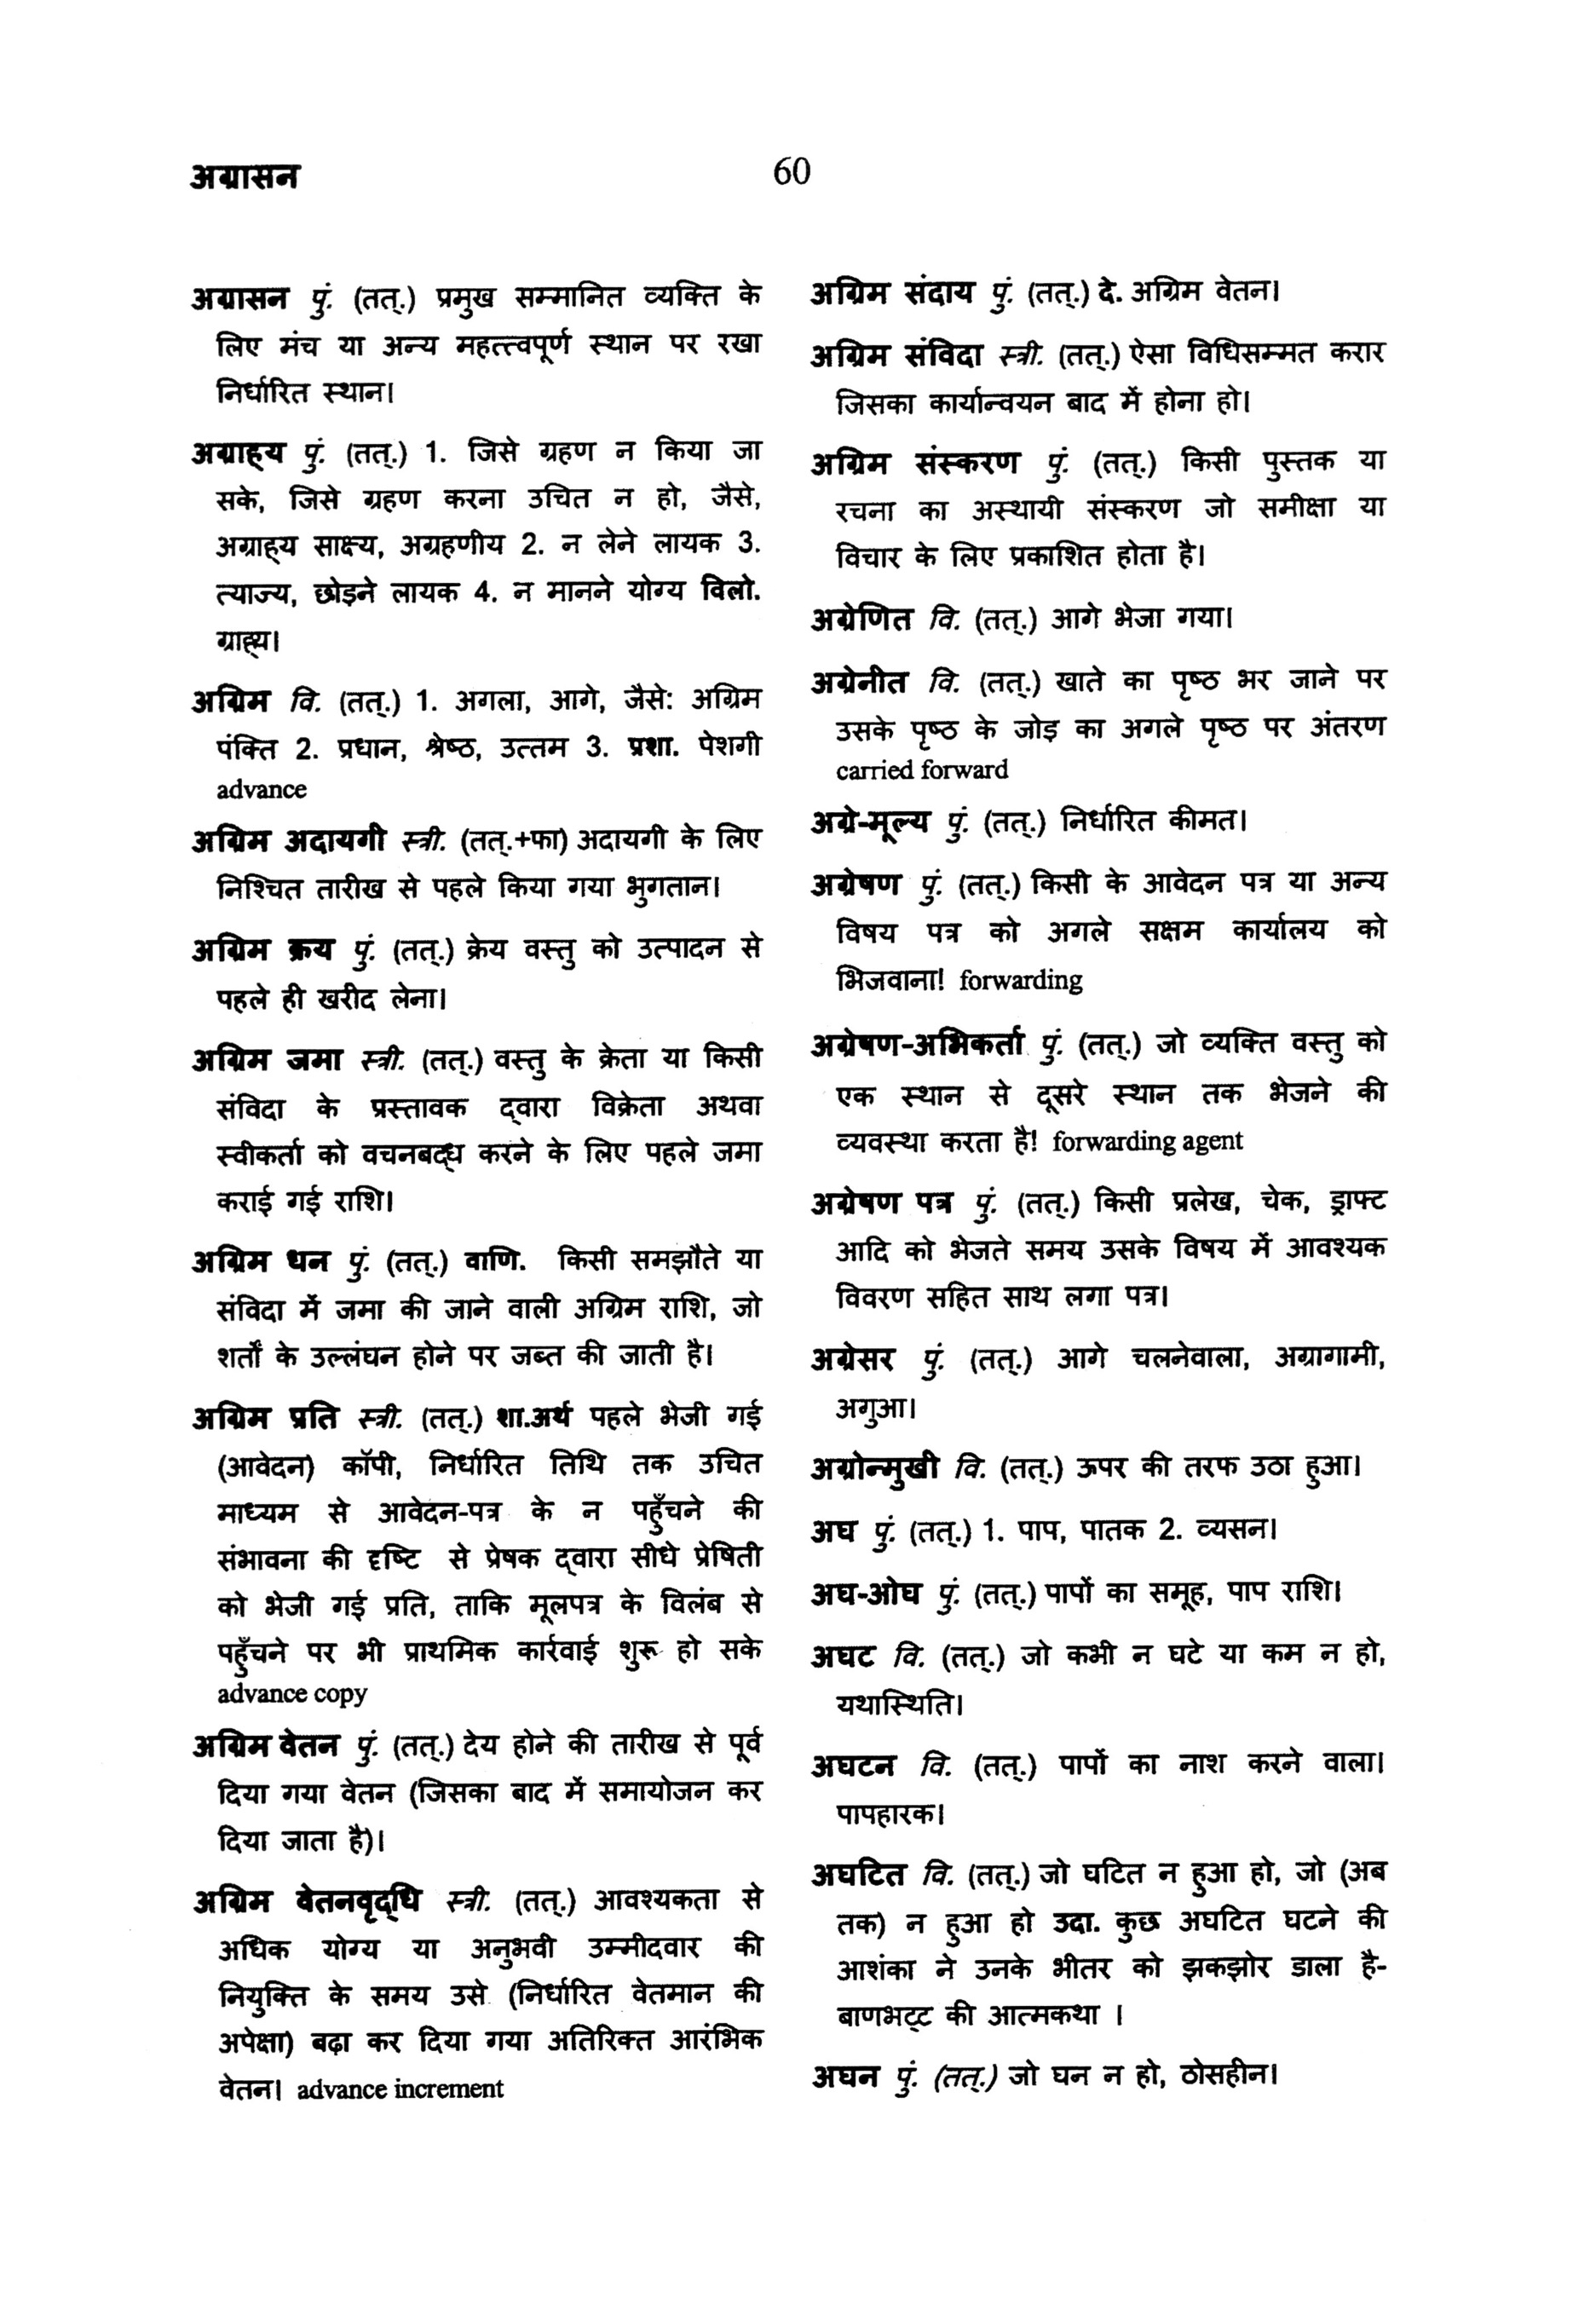 अग्रासन
60
अग्रासन पुं. (तत्.) प्रमुख सम्मानित व्यक्ति के
लिए मंच या अन्य महत्त्वपूर्ण स्थान पर रखा
निर्धारित स्थान।
अग्राह्‌य पुं. (तत्.) 1. जिसे ग्रहण न किया जा
सके, जिसे ग्रहण करना उचित न हो, जैसे,
अग्राह्‌य साक्ष्य, अग्रहणीय 2. न लेने लायक 3.
त्याज्य, छोड़ने लायक 4. न मानने योग्य विलो.
ग्राह्य।
अग्रिम वि. (तत्.) 1. अगला, आगे, जैसे: अग्रिम
पंक्ति 2. प्रधान, श्रेष्ठ, उत्तम 3. प्रशा. पेशगी
advance
अग्रिम अदायगी स्त्री. (तत्.+फा) अदायगी के लिए
निश्चित तारीख से पहले किया गया भुगतान।
अग्रिम क्रय पुं. (तत्.) क्रेय वस्तु को उत्पादन से
पहले ही खरीद लेना।
अग्रिम जमा स्त्री. (तत्.) वस्तु के क्रेता या किसी
संविदा के प्रस्तावक द्‌वारा विक्रेता अथवा
स्वीकर्ता को वचनबद्‌ध करने के लिए पहले जमा
कराई गई राशि।
अग्रिम धन पुं. (तत्.) वाणि. किसी समझौते या
संविदा में जमा की जाने वाली अग्रिम राशि, जो
शर्तों के उल्लंघन होने पर जब्त की जाती है।
अग्रिम प्रति स्त्री. (तत्.) शा.अर्थ पहले भेजी गई
(आवेदन) कॉपी, निर्धारित तिथि तक उचित
माध्यम से आवेदन-पत्र के न पहुँचने की
संभावना की दृष्टि से प्रेषक द्‌वारा सीधे प्रेषिती
को भेजी गई प्रति, ताकि मूलपत्र के विलंब से
पहुँचने पर भी प्राथमिक कार्रवाई शुरू हो सके
advance copy
अग्रिम वेतन पुं. (तत्.) देय होने की तारीख से पूर्व
दिया गया वेतन (जिसका बाद में समायोजन कर
दिया जाता है)।
अग्रिम वेतनवृद्‌धि स्त्री. (तत्.) आवश्यकता से
अधिक योग्य या अनुभवी उम्मीदवार की
नियुक्ति के समय उसे (निर्धारित वेतमान की
अपेक्षा) बढ़ा कर दिया गया अतिरिक्त आरंभिक
वेतन। advance increment
अग्रिम संदाय पुं. (तत्.) दे. अग्रिम वेतन।
अग्रिम संविदा स्त्री. (तत्.) ऐसा विधिसम्मत करार
जिसका कार्यान्वयन बाद में होना हो।
अग्रिम संस्करण पुं. (तत्.) किसी पुस्तक या
रचना का अस्थायी संस्करण जो समीक्षा या
विचार के लिए प्रकाशित होता है।
अग्रेणित वि. (तत्.) आगे भेजा गया।
अग्रेनीत वि. (तत्.) खाते का पृष्ठ भर जाने पर
उसके पृष्ठ के जोड़ का अगले पृष्ठ पर अंतरण
carried forward
अग्रे-मूल्य पुं. (तत्.) निर्धारित कीमत।
अग्रेषण पुं. (तत्.) किसी के आवेदन पत्र या अन्य
विषय पत्र को अगले सक्षम कार्यालय को
भिजवाना! forwarding
अग्रेषण-अभिकर्ता पुं. (तत्.) जो व्यक्ति वस्तु को
एक स्थान से दूसरे स्थान तक भेजने की
व्यवस्था करता है! forwarding agent
अग्रेषण पत्र पुं. (तत्.) किसी प्रलेख, चेक, ड्राफ्ट
आदि को भेजते समय उसके विषय में आवश्यक
विवरण सहित साथ लगा पत्र।
अग्रेसर पुं. (तत्.) आगे चलनेवाला, अग्रागामी,
अगुआ।
अग्रोन्मुखी वि. (तत्.) ऊपर की तरफ उठा हुआ।
अघ पुं. (तत्.) 1. पाप, पातक 2. व्यसन।
अघ-ओघ पुं. (तत्.) पापों का समूह, पाप राशि।
अघट वि. (तत्.) जो कभी न घटे या कम न हो,
यथास्थिति।
अघटन वि. (तत्.) पापों का नाश करने वाला।
पापहारक।
अघटित वि. (तत्.) जो घटित न हुआ हो, जो (अब
तक) न हुआ हो उदा. कुछ अघटित घटने की
आशंका ने उनके भीतर को झकझोर डाला है-
बाणभट्‌ट की आत्मकथा ।
अघन पुं. (तत्.) जो घन न हो, ठोसहीन।